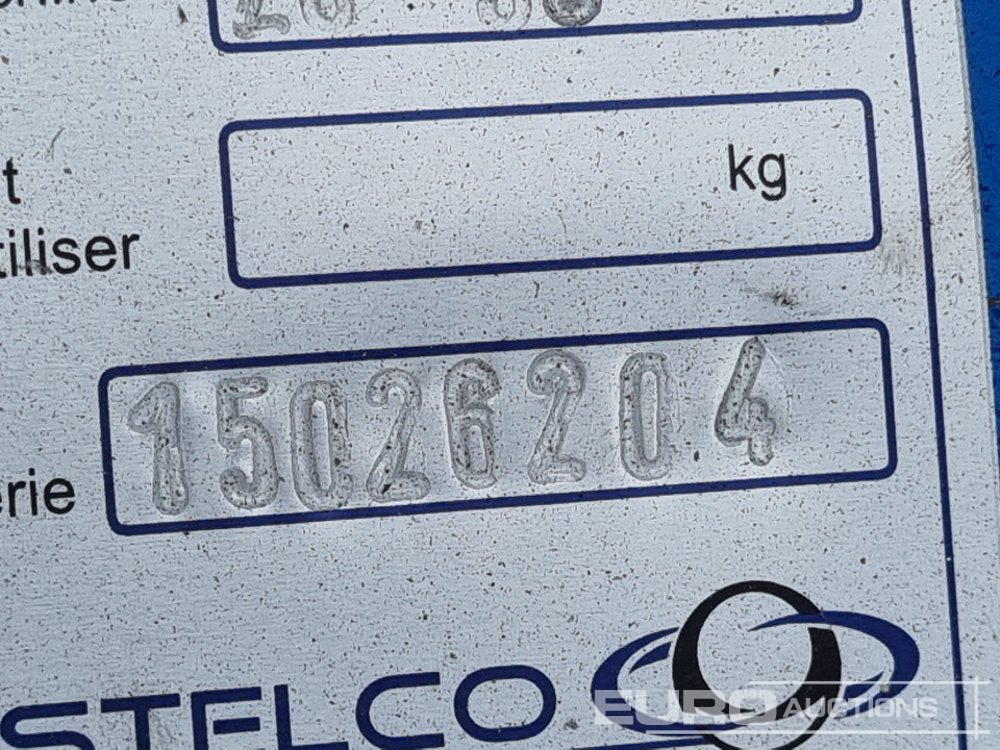 kg
tiliser
15026204
erie
STELCO
EURO AUCTIONS